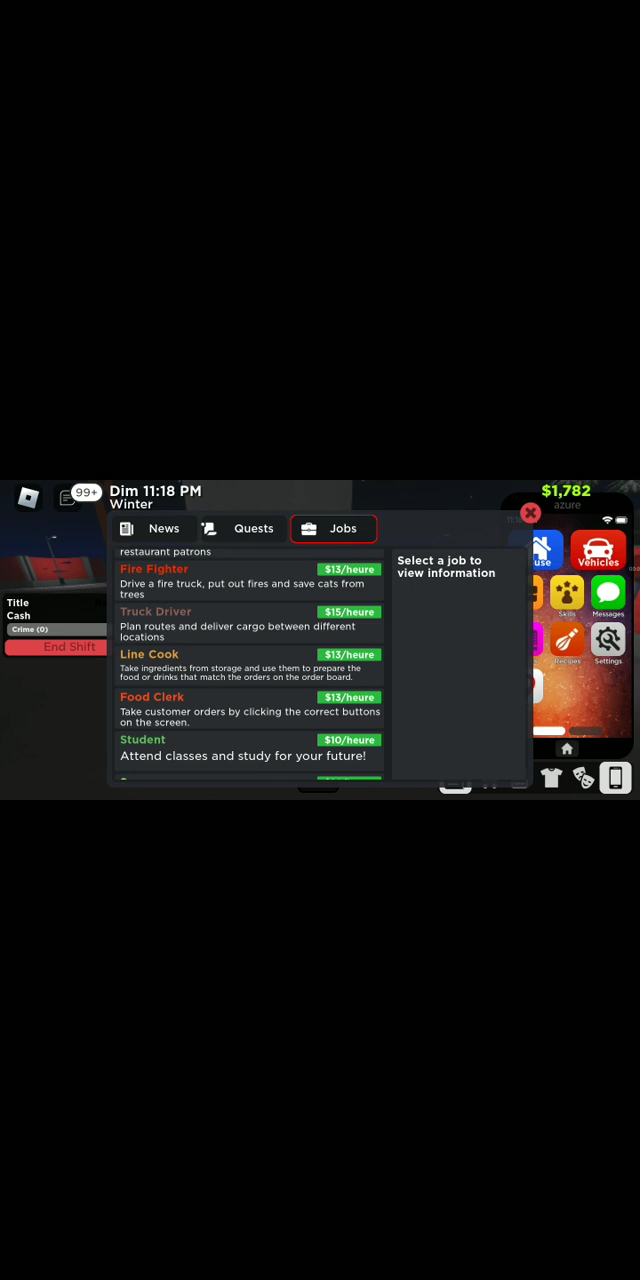 99+
Dim 11:18 PM
Winter
$1,782
azure
News
Quests
Jobs
restaurant patrons
Fire Fighter
$13/heure
Drive a fire truck, put out fires and save cats from
trees
Truck Driver
$15/heure
Plan routes and deliver cargo between different
locations
Line Cook
$13/heure
Take ingredients from storage and use them to prepare the
food or drinks that match the orders on the order board.
Food Clerk
$13/heure
Take customer orders by clicking the correct buttons
on the screen.
Student
$10/heure
Attend classes and study for your future!
Select a job to
view information
Title
Cash
Crime (0)
End Shift
Vehicles
Skills
Messages
Recipes
Settings